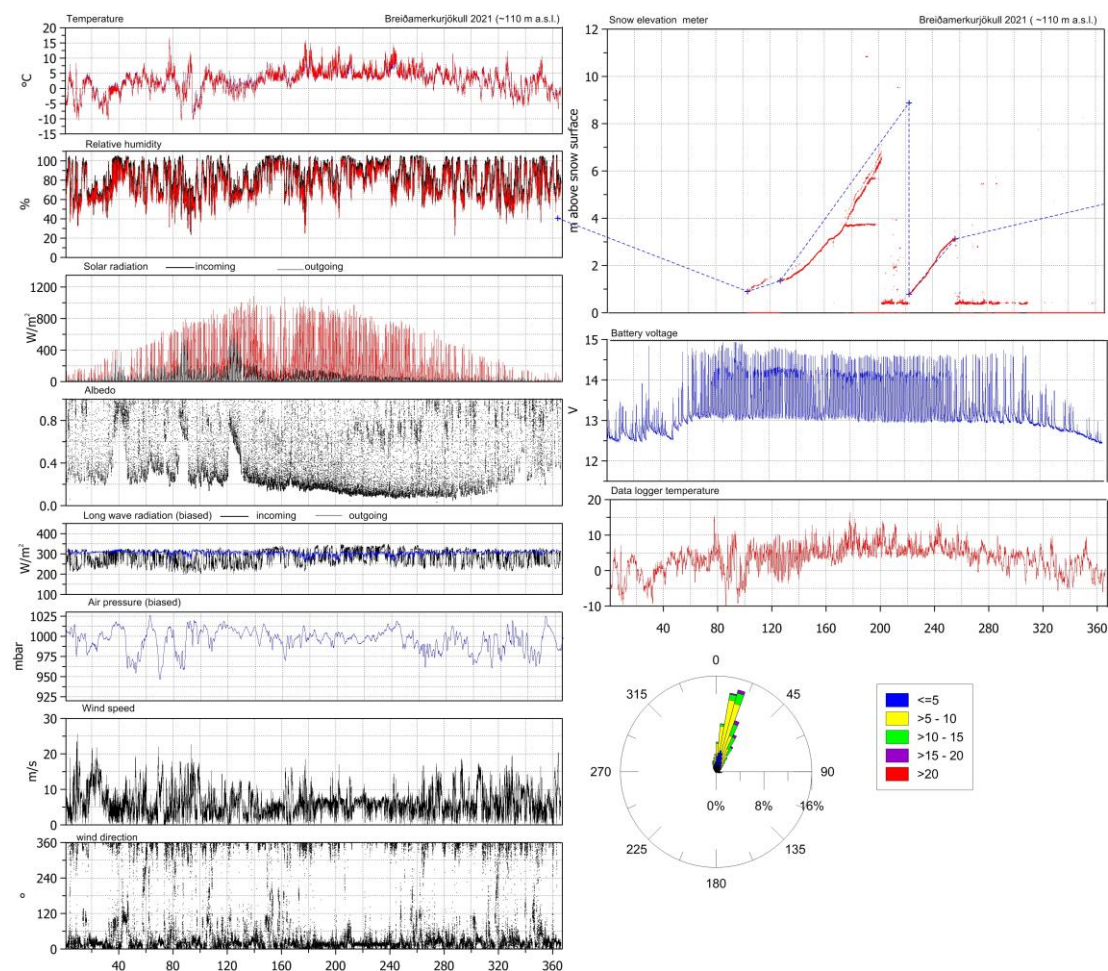 Temperature Breiðamerkurjökull 2021 (~110 m a.s.l.)
20
15
10
5
0
-5
-10
-15
°C
Relative humidity
100
80
60
40
20
0
%
Solar radiation incoming outgoing
1200
800
400
0
W/m²
Albedo
0.8
0.4
0.0
Long wave radiation (biased) incoming outgoing
400
300
200
100
W/m²
Air pressure (biased)
1025
1000
975
950
925
mbar
Wind speed
30
20
10
0
m/s
wind direction
360
240
120
0
°
40 80 120 160 200 240 280 320 360
Snow elevation meter Breiðamerkurjökull 2021 ( ~110 m a.s.l.)
12
10
8
6
4
2
0
m above snow surface
Battery voltage
15
14
13
12
V
Data logger temperature
20
10
0
-10
40 80 120 160 200 240 280 320 360
0
45
90
135
180
225
270
315
0% 8% 16%
<=5
>5 - 10
>10 - 15
>15 - 20
>20